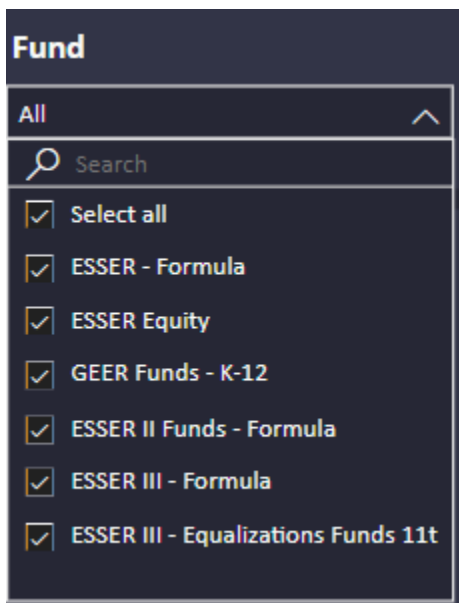 Fund
All
Search
Select all
ESSER - Formula
ESSER Equity
GEER Funds - K-12
ESSER II Funds - Formula
ESSER III - Formula
ESSER III - Equalizations Funds 11t